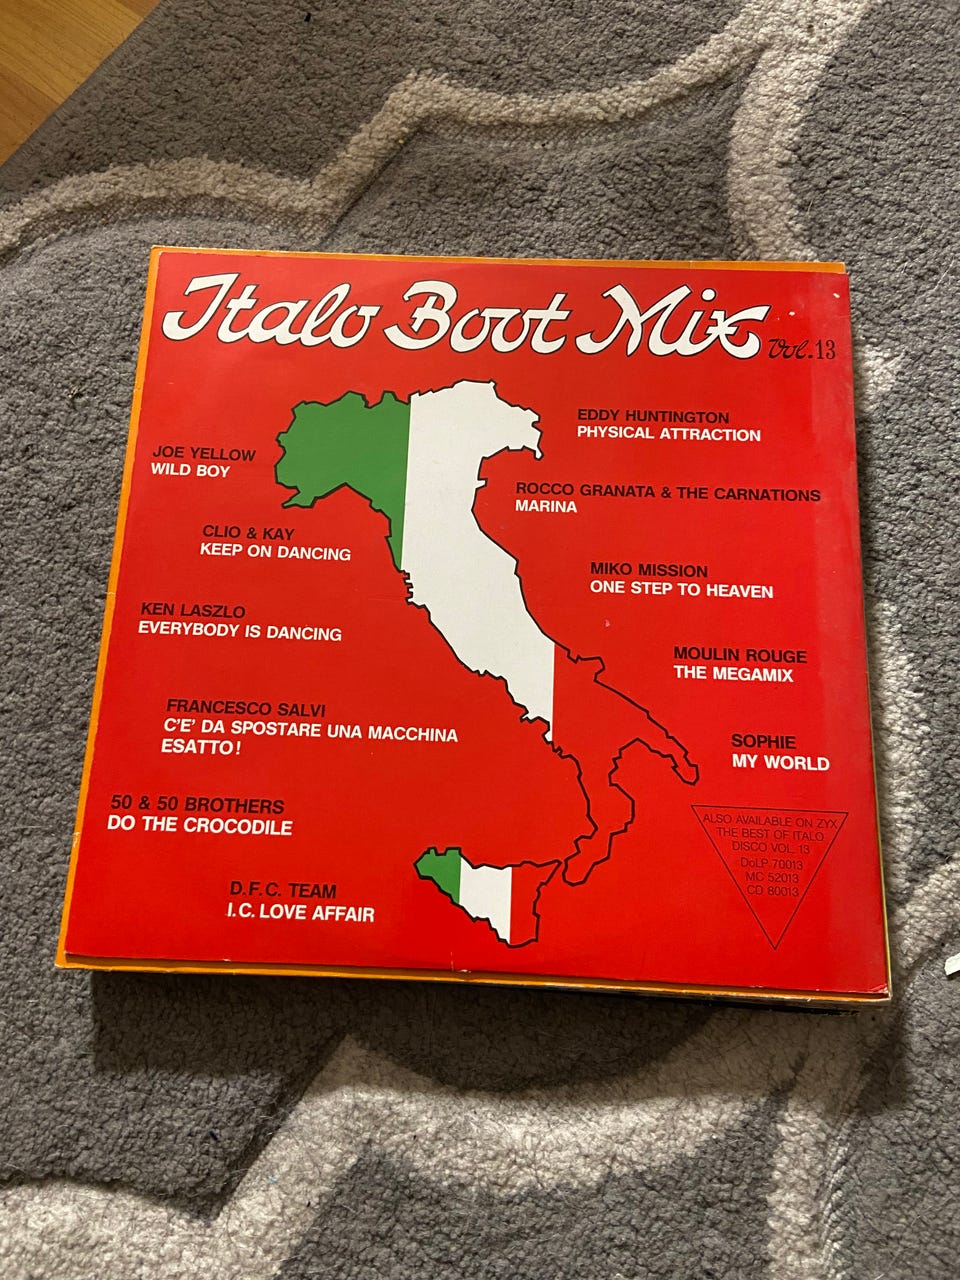 Italo Boot Mix Vol. 13
JOE YELLOW
WILD BOY
CLIO & KAY
KEEP ON DANCING
KEN LASZLO
EVERYBODY IS DANCING
FRANCESCO SALVI
C'E' DA SPOSTARE UNA MACCHINA
ESATTO!
50 & 50 BROTHERS
DO THE CROCODILE
D.F.C. TEAM
I.C. LOVE AFFAIR
EDDY HUNTINGTON
PHYSICAL ATTRACTION
ROCCO GRANATA & THE CARNATIONS
MARINA
MIKO MISSION
ONE STEP TO HEAVEN
MOULIN ROUGE
THE MEGAMIX
SOPHIE
MY WORLD
ALSO AVAILABLE ON ZYX
THE BEST OF ITALO
DISCO VOL. 13
DoLP 70013
MC 52013
CD 80013